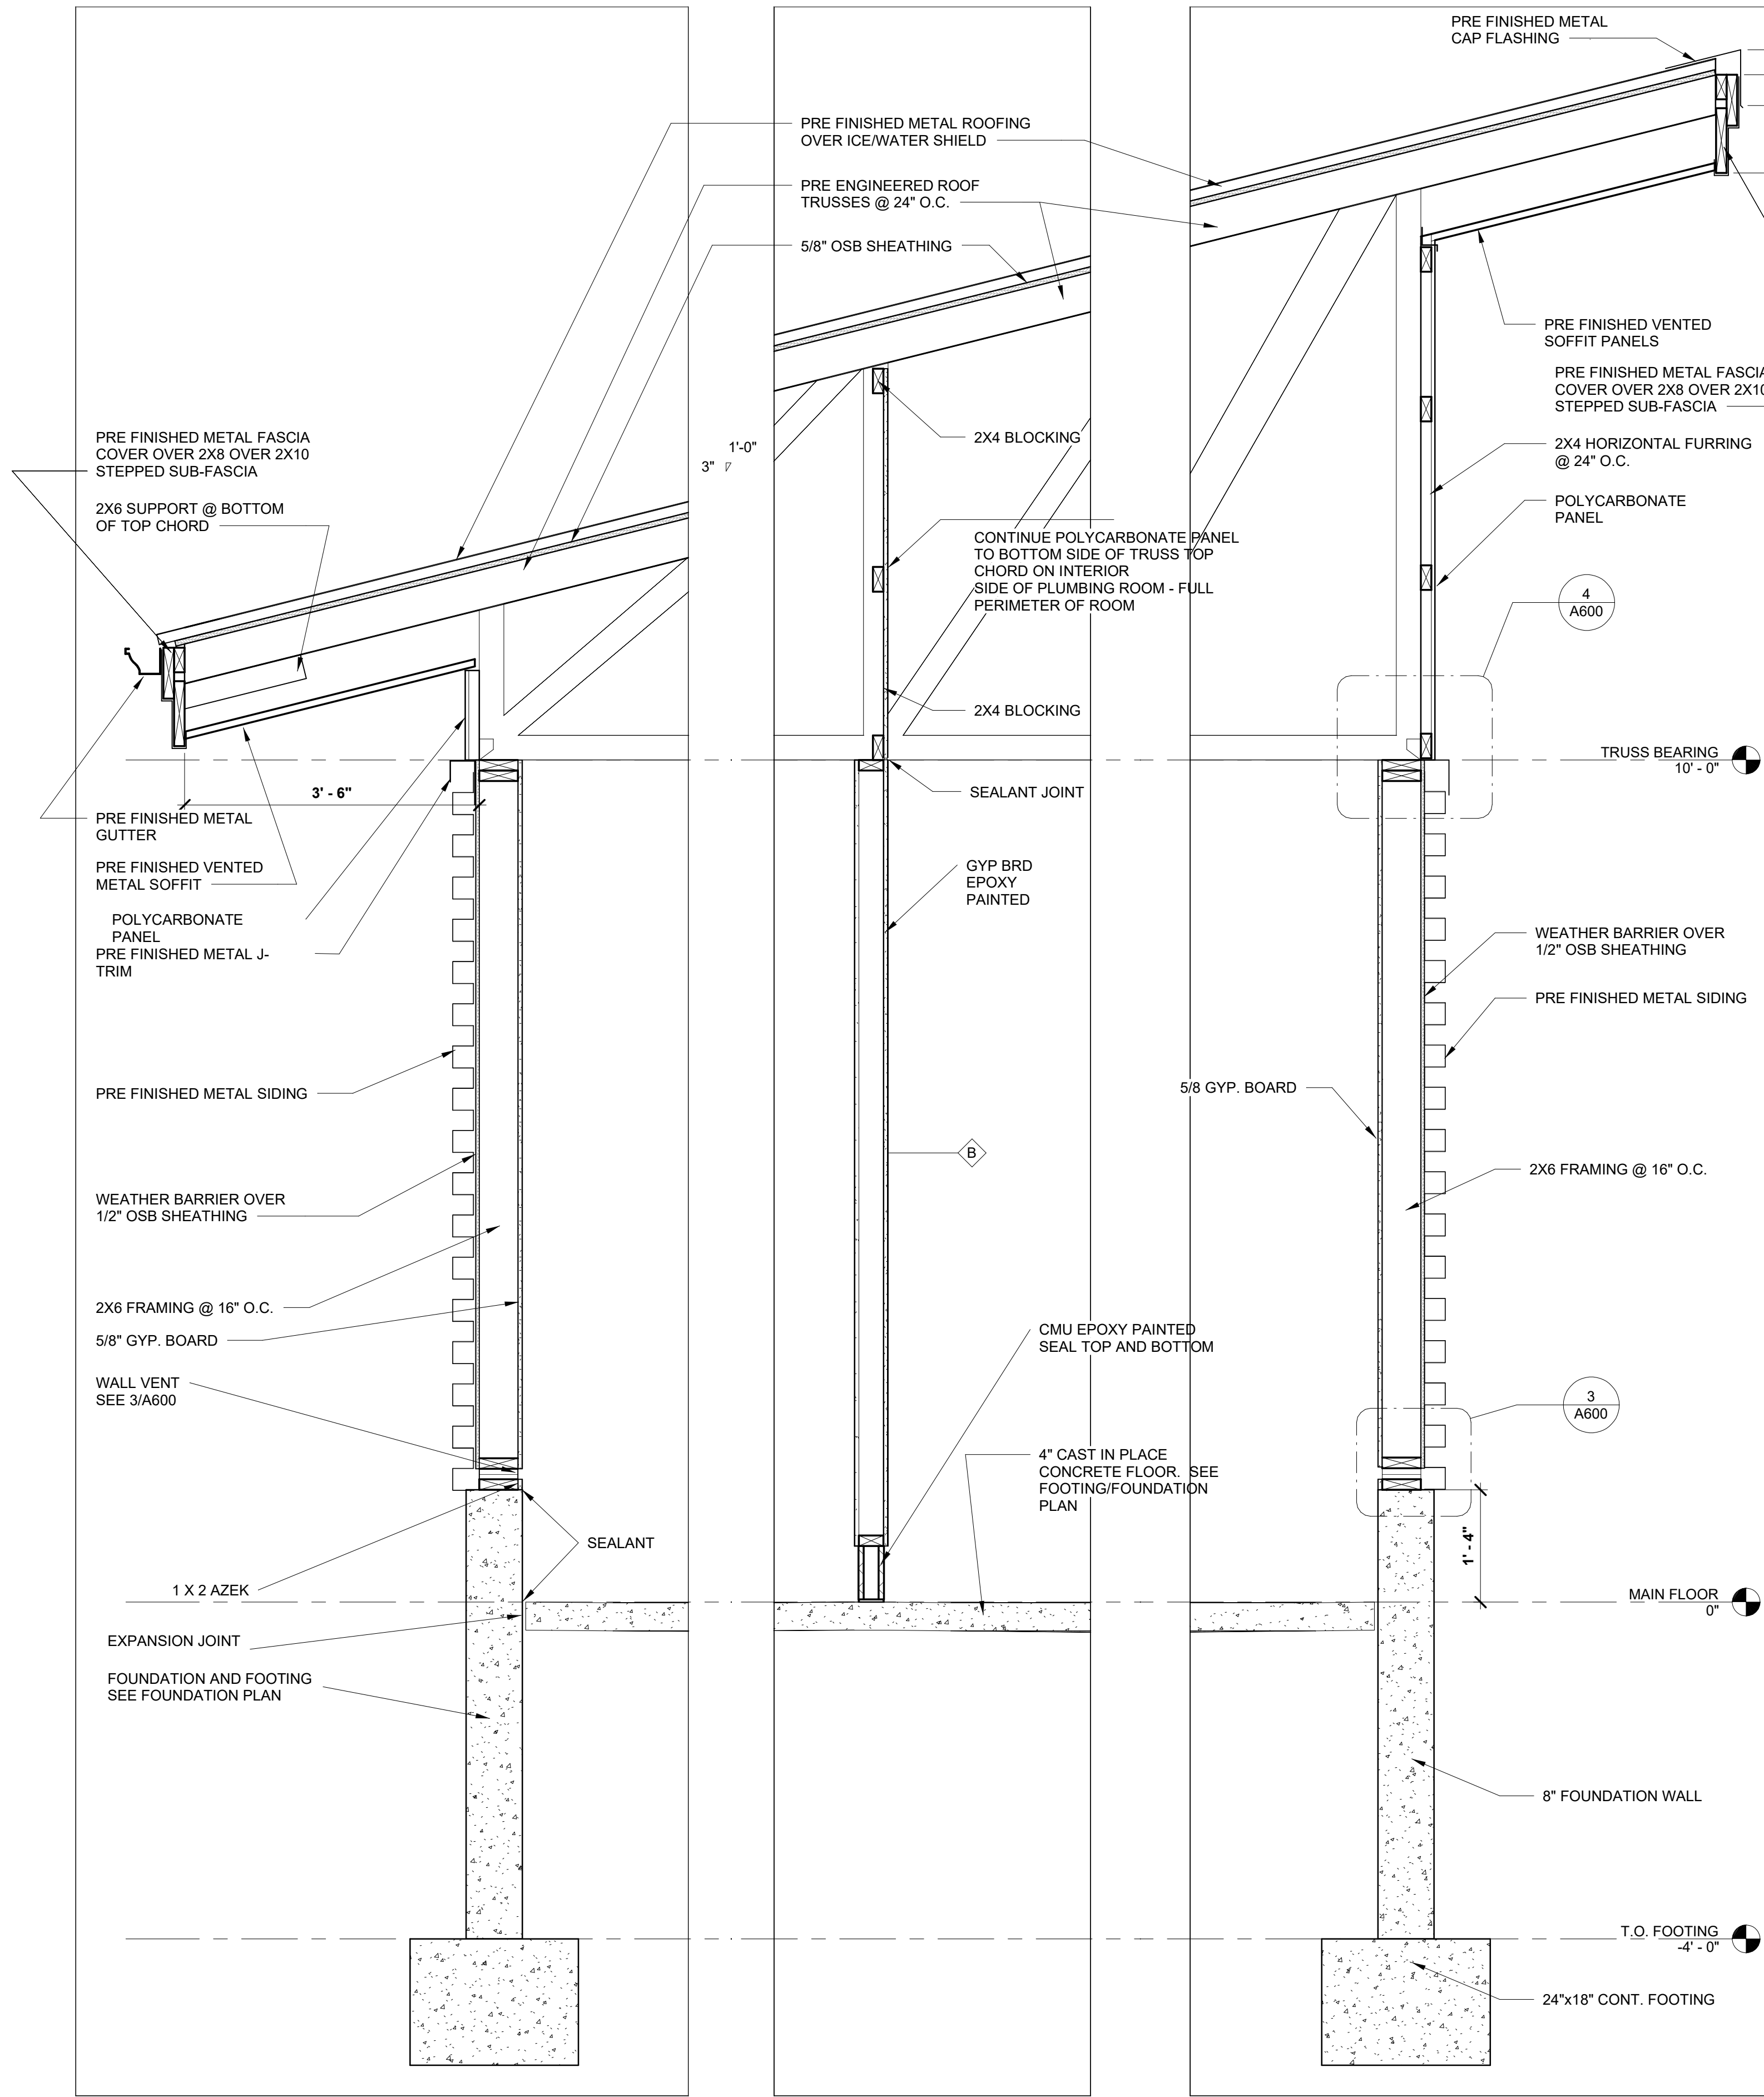 PRE FINISHED METAL
CAP FLASHING
PRE FINISHED METAL ROOFING
OVER ICE/WATER SHIELD
PRE ENGINEERED ROOF
TRUSSES @ 24" O.C.
5/8" OSB SHEATHING
PRE FINISHED VENTED
SOFFIT PANELS
PRE FINISHED METAL FASCIA
COVER OVER 2X8 OVER 2X10
STEPPED SUB-FASCIA
2X4 HORIZONTAL FURRING
@ 24" O.C.
POLYCARBONATE
PANEL
PRE FINISHED METAL FASCIA
COVER OVER 2X8 OVER 2X10
STEPPED SUB-FASCIA
2X6 SUPPORT @ BOTTOM
OF TOP CHORD
1'-0"
3"
2X4 BLOCKING
CONTINUE POLYCARBONATE PANEL
TO BOTTOM SIDE OF TRUSS TOP
CHORD ON INTERIOR
SIDE OF PLUMBING ROOM - FULL
PERIMETER OF ROOM
4
A600
2X4 BLOCKING
TRUSS BEARING
10' - 0"
3' - 6"
SEALANT JOINT
PRE FINISHED METAL
GUTTER
PRE FINISHED VENTED
METAL SOFFIT
POLYCARBONATE
PANEL
PRE FINISHED METAL J-
TRIM
GYP BRD
EPOXY
PAINTED
WEATHER BARRIER OVER
1/2" OSB SHEATHING
PRE FINISHED METAL SIDING
PRE FINISHED METAL SIDING
5/8 GYP. BOARD
B
2X6 FRAMING @ 16" O.C.
WEATHER BARRIER OVER
1/2" OSB SHEATHING
2X6 FRAMING @ 16" O.C.
5/8" GYP. BOARD
CMU EPOXY PAINTED
SEAL TOP AND BOTTOM
WALL VENT
SEE 3/A600
3
A600
4" CAST IN PLACE
CONCRETE FLOOR. SEE
FOOTING/FOUNDATION
PLAN
SEALANT
1' - 4"
1 X 2 AZEK
MAIN FLOOR
0"
EXPANSION JOINT
FOUNDATION AND FOOTING
SEE FOUNDATION PLAN
8" FOUNDATION WALL
T.O. FOOTING
-4' - 0"
24"x18" CONT. FOOTING